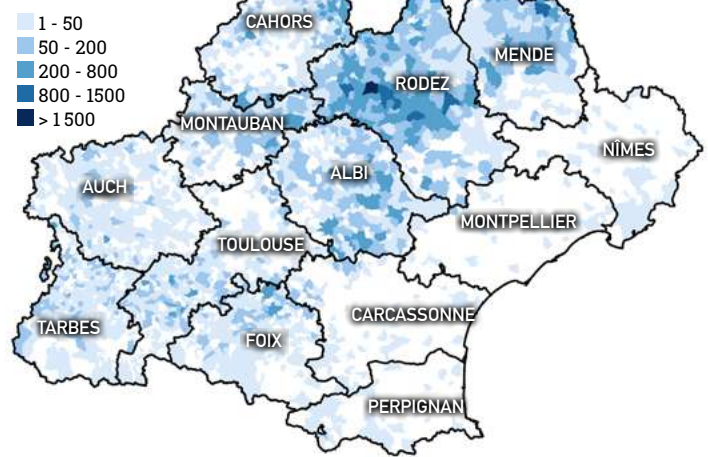 1 - 50
50 - 200
200 - 800
800 - 1500
> 1 500
CAHORS
MENDE
RODEZ
MONTAUBAN
NÎMES
ALBI
AUCH
MONTPELLIER
TOULOUSE
CARCASSONNE
TARBES
FOIX
PERPIGNAN